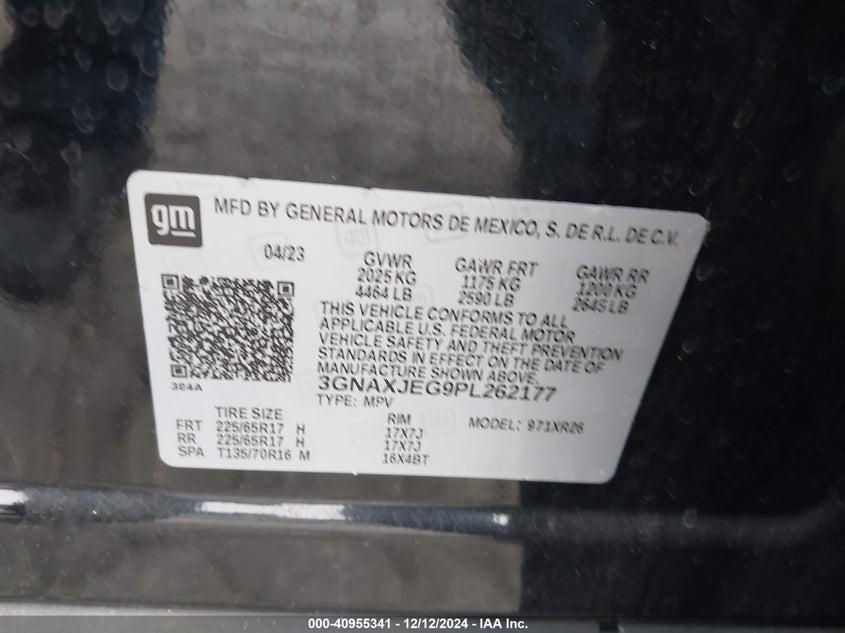 gm
MFD BY GENERAL MOTORS DE MEXICO, S. DE R.L. DE C.V.
04/23 GVWR GAWR FRT GAWR RR
2025 KG 1175 KG 1200 KG
4464 LB 2590 LB 2645 LB
THIS VEHICLE CONFORMS TO ALL
APPLICABLE U.S. FEDERAL MOTOR
VEHICLE SAFETY AND THEFT PREVENTION
STANDARDS IN EFFECT ON THE DATE OF
MANUFACTURE SHOWN ABOVE.
384A
3GNAXJEG9PL262177
TYPE: MPV
TIRE SIZE RIM MODEL: 971XR26
FRT 225/65R17 H 17X7J
RR 225/65R17 H 17X7J
SPA T135/70R16 M 16X4BT
000-40955341 - 12/12/2024 - IAA Inc.